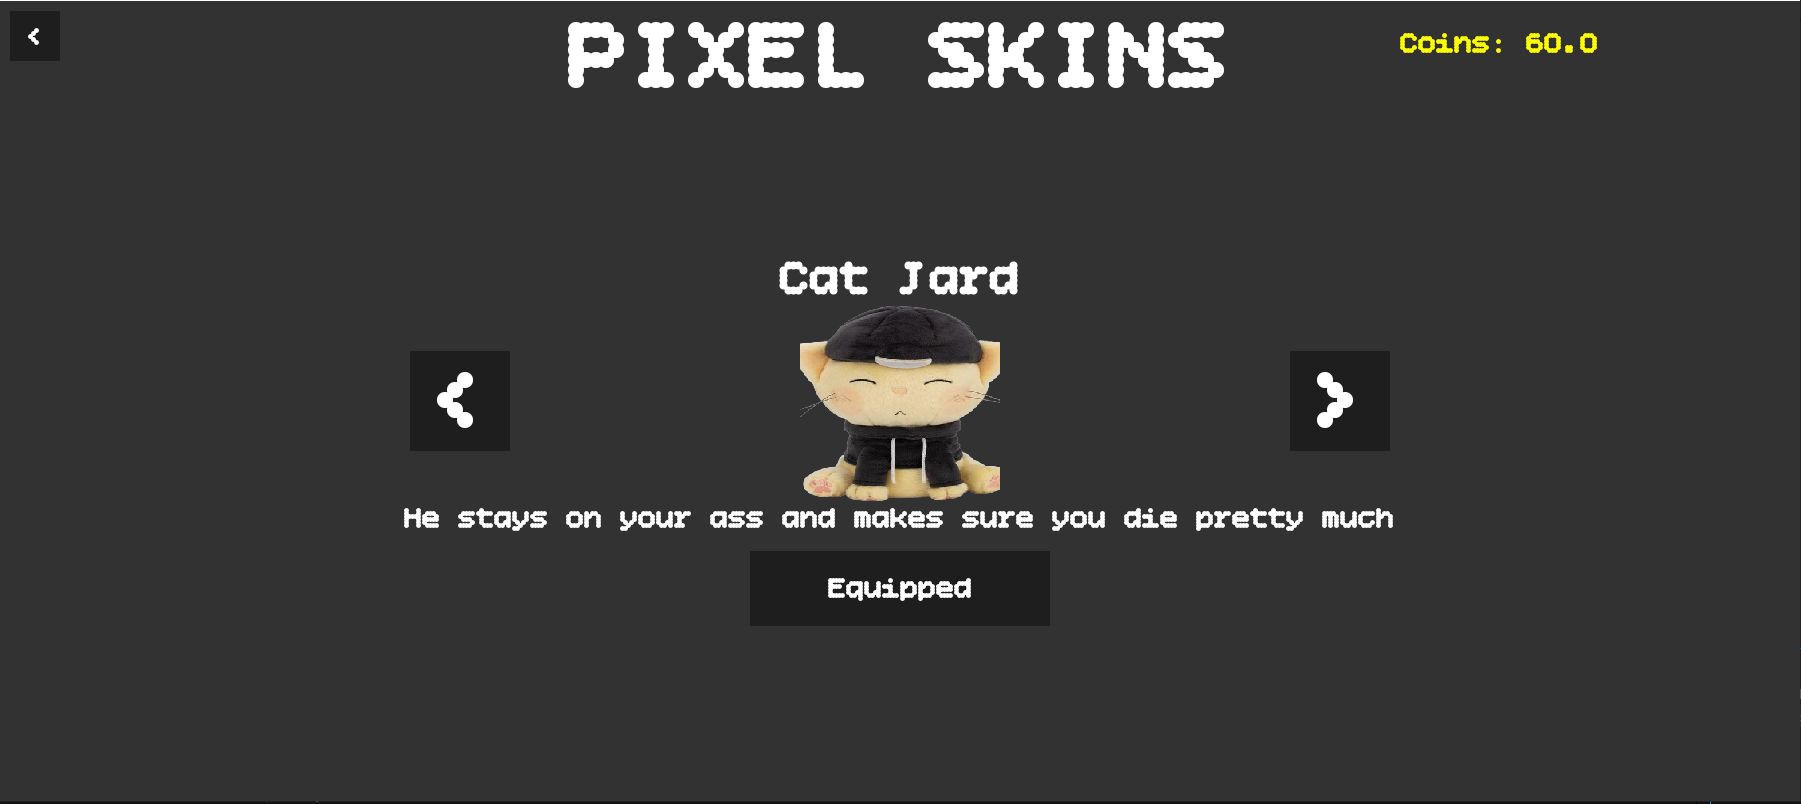 <
PIXEL SKINS
Coins: 60.0
Cat Jard
<
>
He stays on your ass and makes sure you die pretty much
Equipped